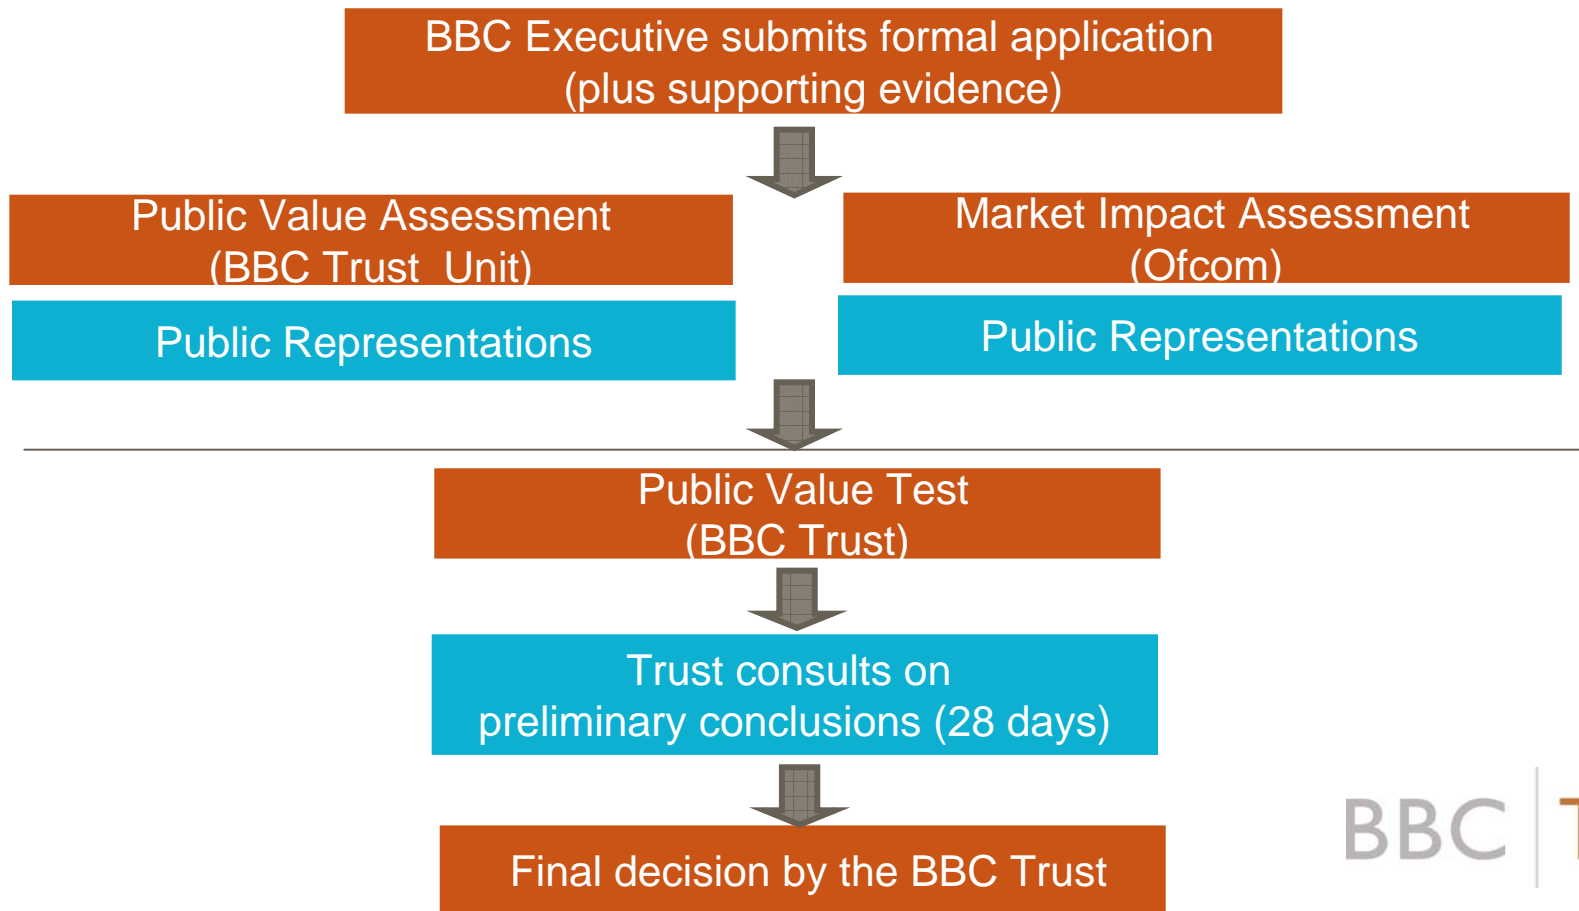 BBC Executive submits formal application
(plus supporting evidence)
Public Value Assessment
(BBC Trust Unit)
Market Impact Assessment
(Ofcom)
Public Representations
Public Representations
Public Value Test
(BBC Trust)
Trust consults on
preliminary conclusions (28 days)
Final decision by the BBC Trust
BBC